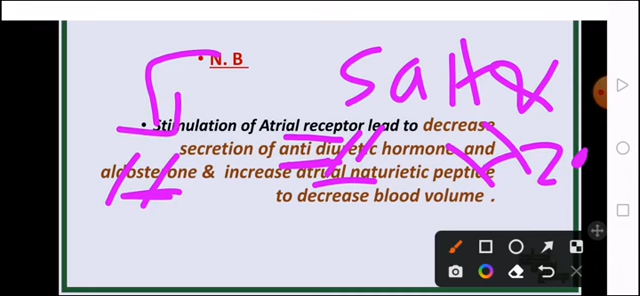 • N. B
salt
• Stimulation of Atrial receptor lead to decrease
secretion of anti diuretic hormone and
aldosterone & increase atrual naturietic peptide
to decrease blood volume .